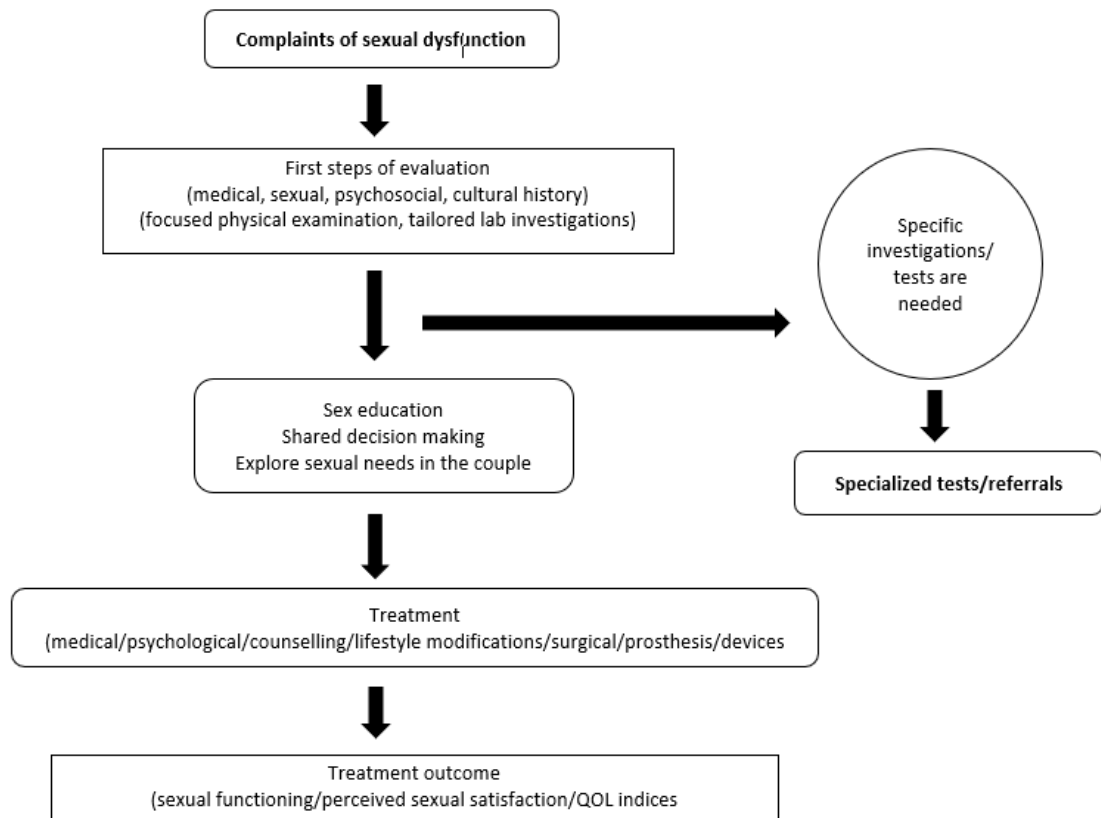 Complaints of sexual dysfunction
First steps of evaluation
(medical, sexual, psychosocial, cultural history)
(focused physical examination, tailored lab investigations)
Specific
investigations/
tests are
needed
Sex education
Shared decision making
Explore sexual needs in the couple
Specialized tests/referrals
Treatment
(medical/psychological/counselling/lifestyle modifications/surgical/prosthesis/devices
Treatment outcome
(sexual functioning/perceived sexual satisfaction/QOL indices